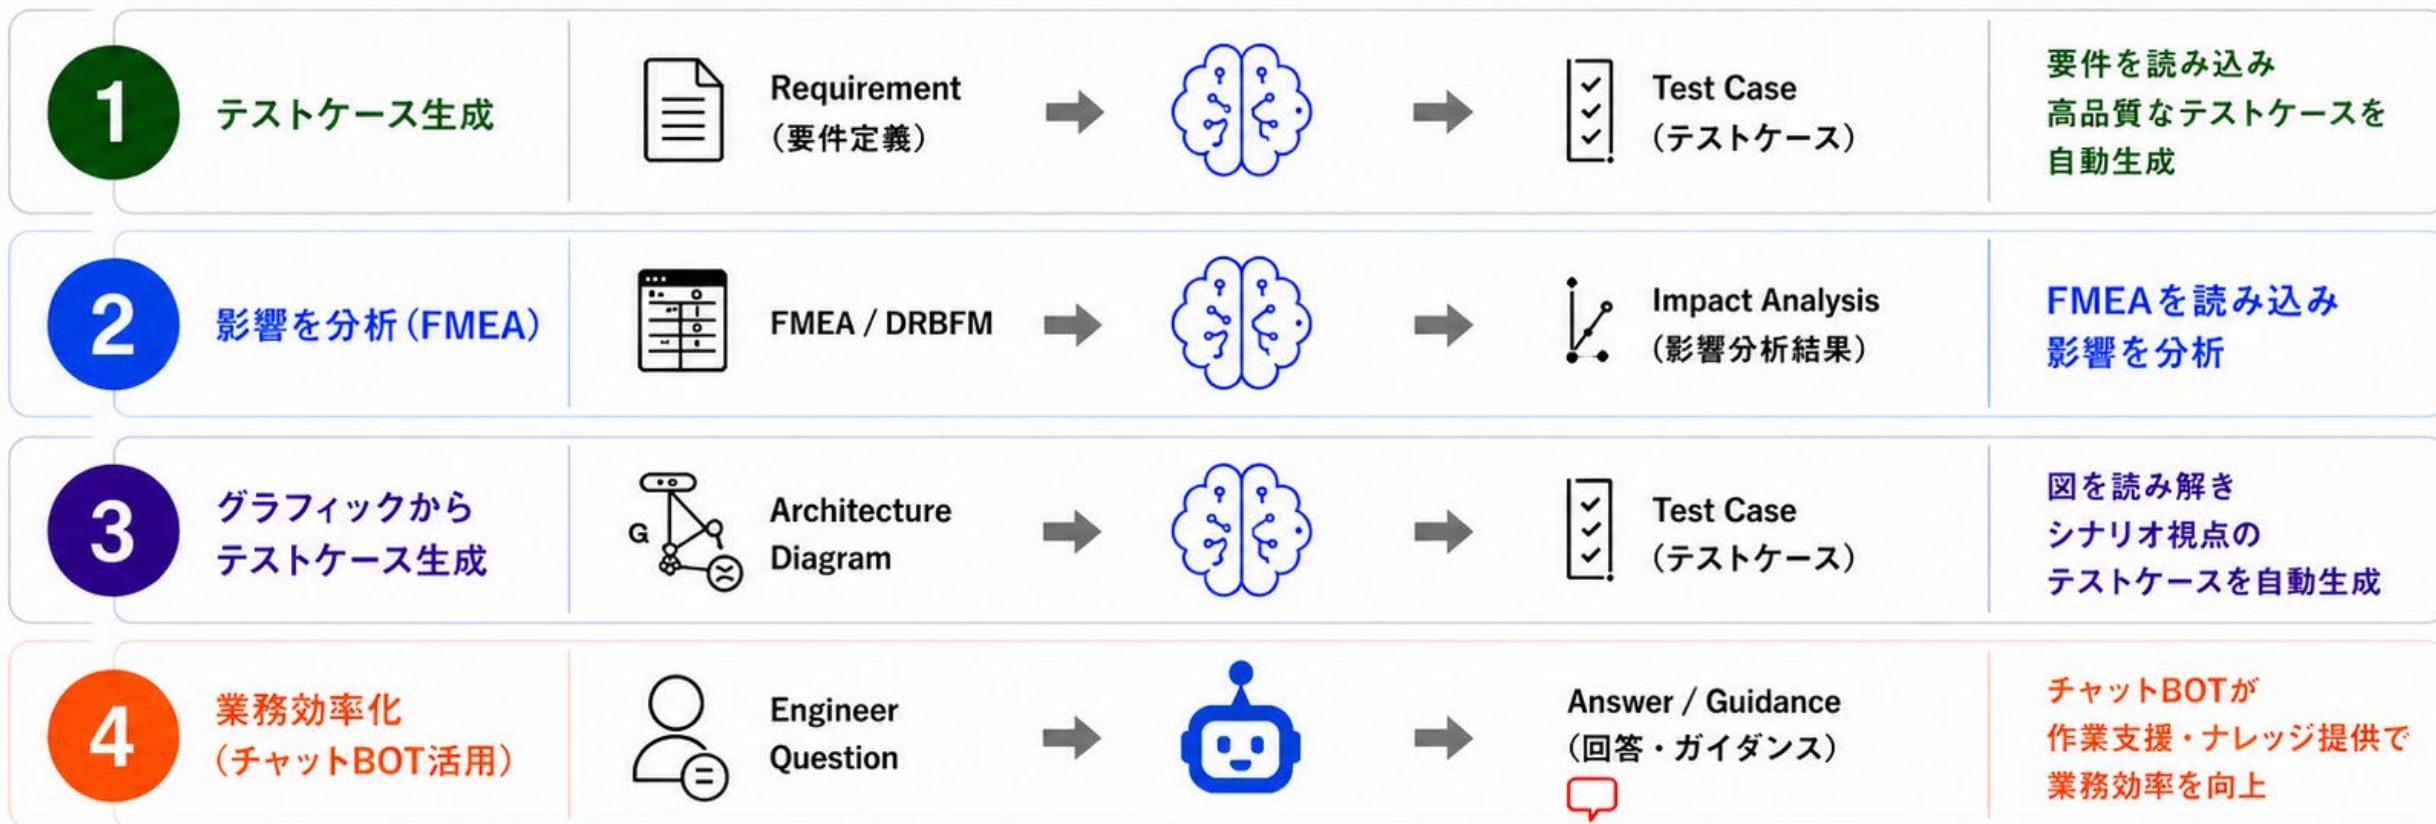 1
テストケース生成
Requirement
（要件定義）
Test Case
（テストケース）
要件を読み込み
高品質なテストケースを
自動生成
2
影響を分析（FMEA）
FMEA / DRBFM
Impact Analysis
（影響分析結果）
FMEAを読み込み
影響を分析
3
グラフィックから
テストケース生成
G
Architecture
Diagram
Test Case
（テストケース）
図を読み解き
シナリオ視点の
テストケースを自動生成
4
業務効率化
（チャットBOT活用）
Engineer
Question
Answer / Guidance
（回答・ガイダンス）
チャットBOTが
作業支援・ナレッジ提供で
業務効率を向上